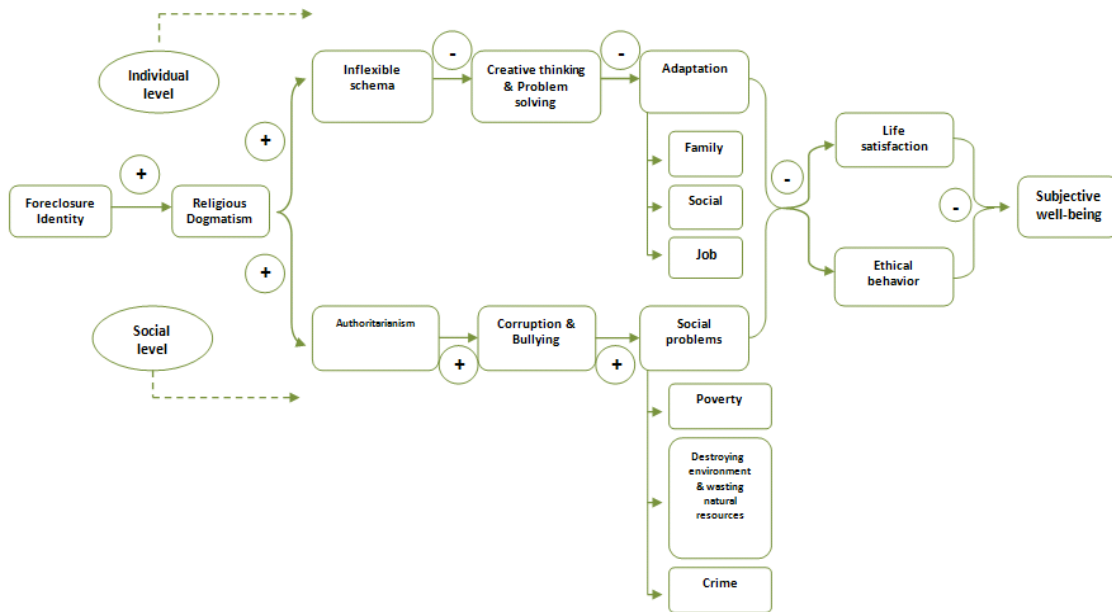 Individual
level
Inflexible
schema
-
Creative thinking
& Problem
solving
-
Adaptation
Family
Social
Job
+
Foreclosure
Identity
+
Religious
Dogmatism
+
-
Life
satisfaction
Ethical
behavior
-
Subjective
well-being
Social
level
Authoritarianism
+
Corruption &
Bullying
+
Social
problems
Poverty
Destroying
environment
& wasting
natural
resources
Crime